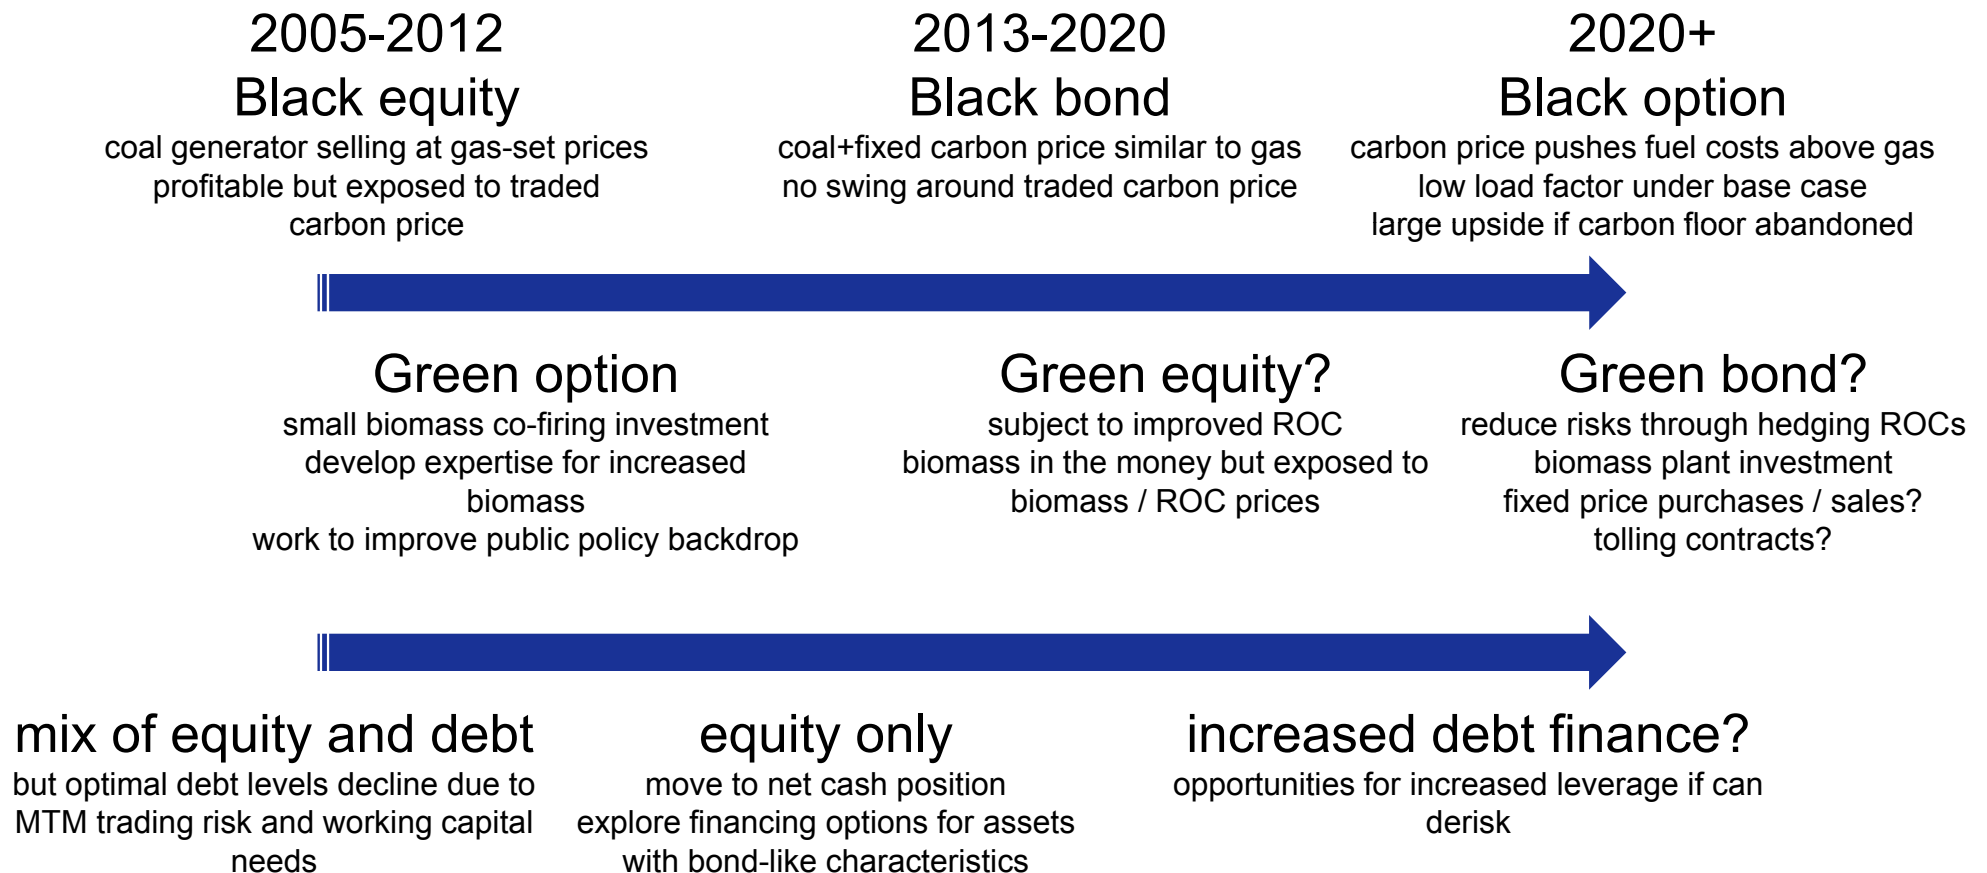 2005-2012
Black equity
coal generator selling at gas-set prices
profitable but exposed to traded
carbon price
2013-2020
Black bond
coal+fixed carbon price similar to gas
no swing around traded carbon price
2020+
Black option
carbon price pushes fuel costs above gas
low load factor under base case
large upside if carbon floor abandoned
Green option
small biomass co-firing investment
develop expertise for increased
biomass
work to improve public policy backdrop
Green equity?
subject to improved ROC
biomass in the money but exposed to
biomass / ROC prices
Green bond?
reduce risks through hedging ROCs
biomass plant investment
fixed price purchases / sales?
tolling contracts?
mix of equity and debt
but optimal debt levels decline due to
MTM trading risk and working capital
needs
equity only
move to net cash position
explore financing options for assets
with bond-like characteristics
increased debt finance?
opportunities for increased leverage if can
derisk